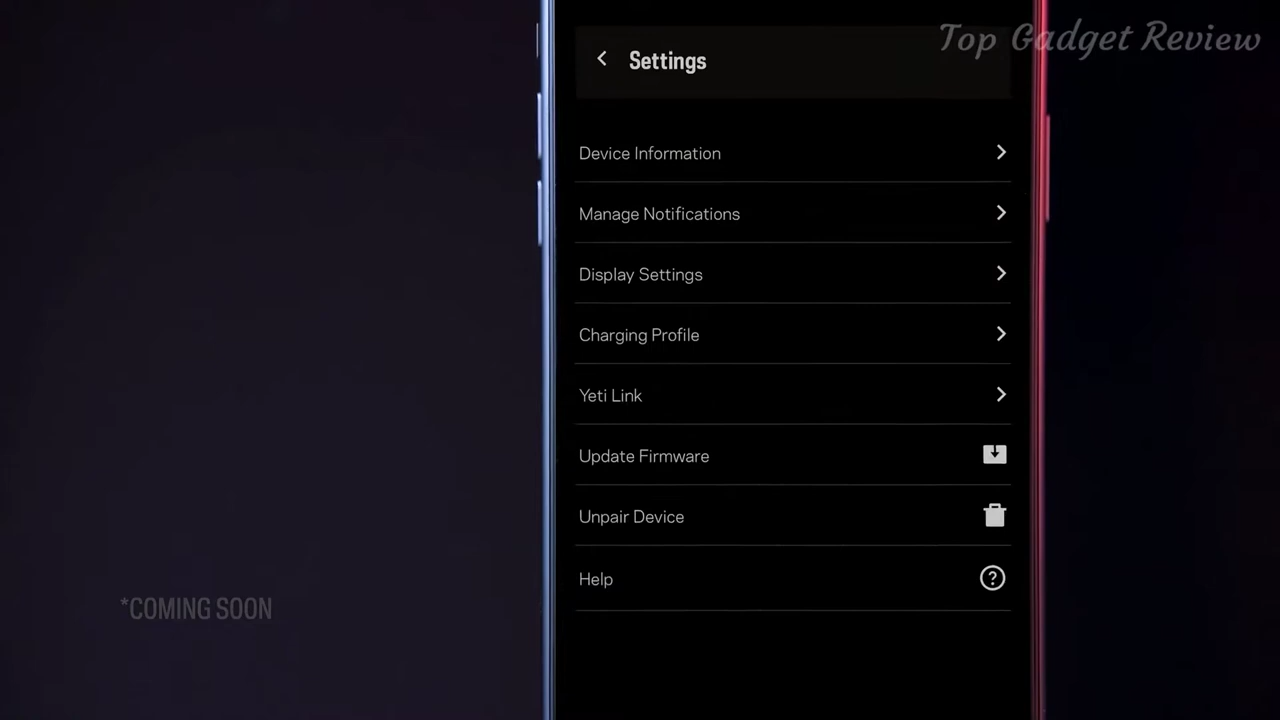 Top Gadget Review
Settings
Device Information
Manage Notifications
Display Settings
Charging Profile
Yeti Link
Update Firmware
Unpair Device
Help
*COMING SOON